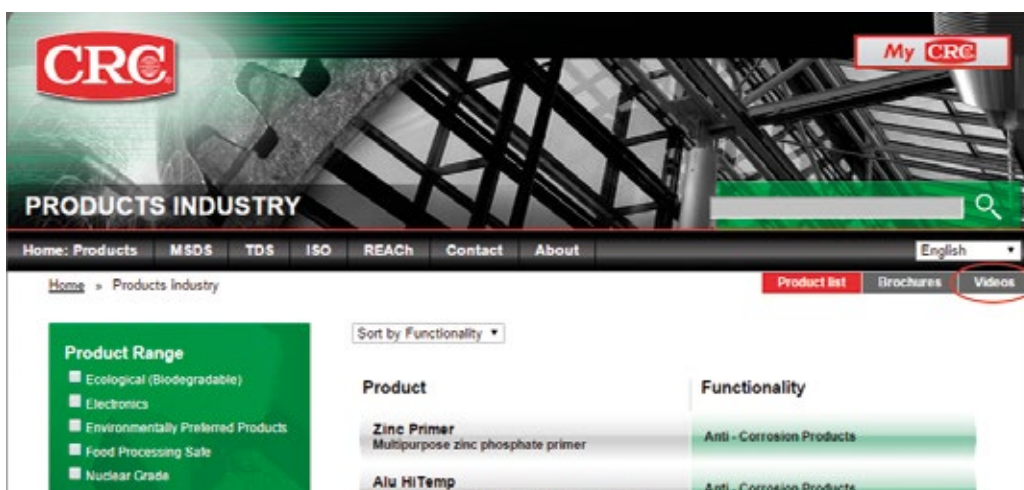 CRC
My CRC
PRODUCTS INDUSTRY
Home: Products MSDS TDS ISO REACh Contact About English
Home » Products industry Product list Brochures Videos
Sort by Functionality
Product Range
Ecological (Biodegradable)
Electronics
Environmentally Preferred Products
Food Processing Safe
Nuclear Grade
Product Functionality
Zinc Primer
Multipurpose zinc phosphate primer Anti - Corrosion Products
Alu HiTemp Anti - Corrosion Products